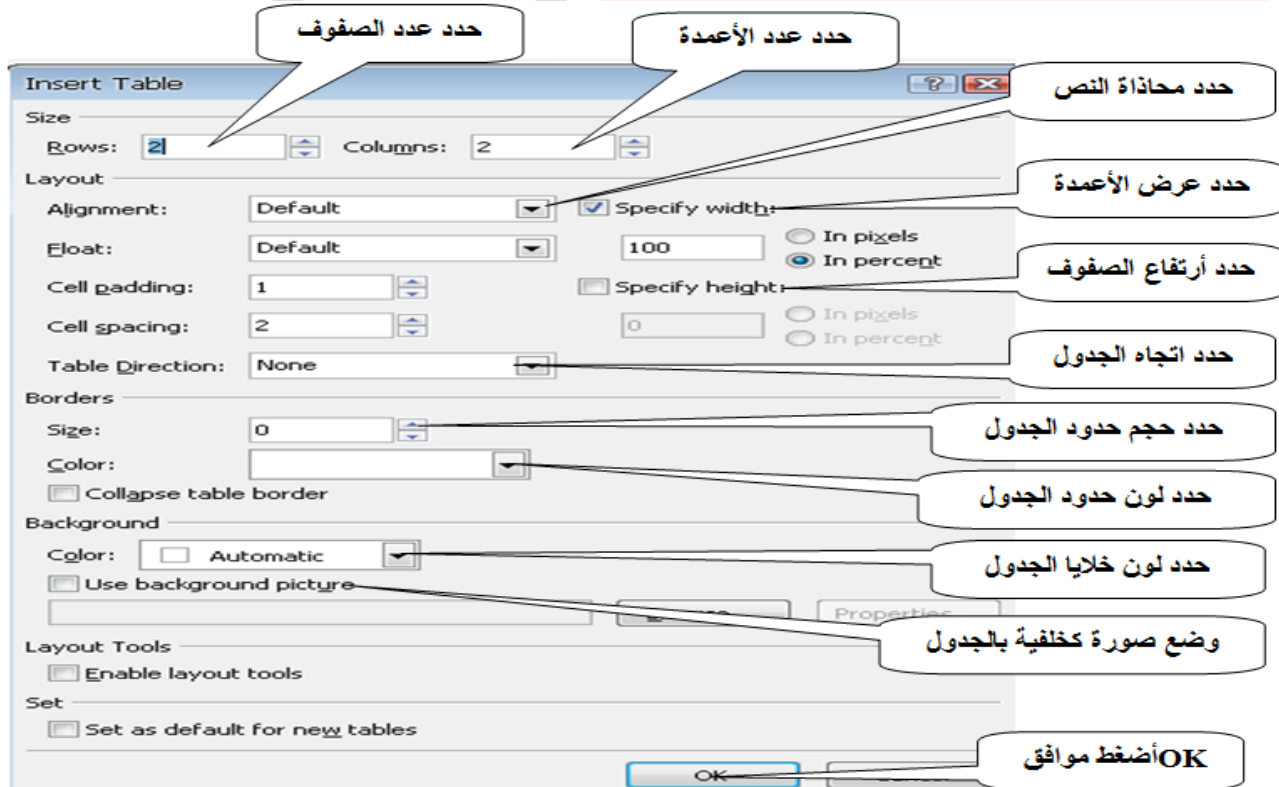 حدد عدد الصفوف
حدد عدد الأعمدة
Insert Table
حدد محاذاة النص
Size
Rows: 2 Columns: 2
Layout
حدد عرض الأعمدة
Alignment: Default Specify width:
Float: Default 100 In pixels
In percent
حدد أرتفاع الصفوف
Cell padding: 1 Specify height:
Cell spacing: 2 0 In pixels
In percent
حدد اتجاه الجدول
Table Direction: None
Borders
Size: 0
حدد حجم حدود الجدول
Color:
Collapse table border
حدد لون حدود الجدول
Background
Color: Automatic
حدد لون خلايا الجدول
Use background picture
Properties...
وضع صورة كخلفية بالجدول
Layout Tools
Enable layout tools
Set
Set as default for new tables
OKأضغط موافق
OK